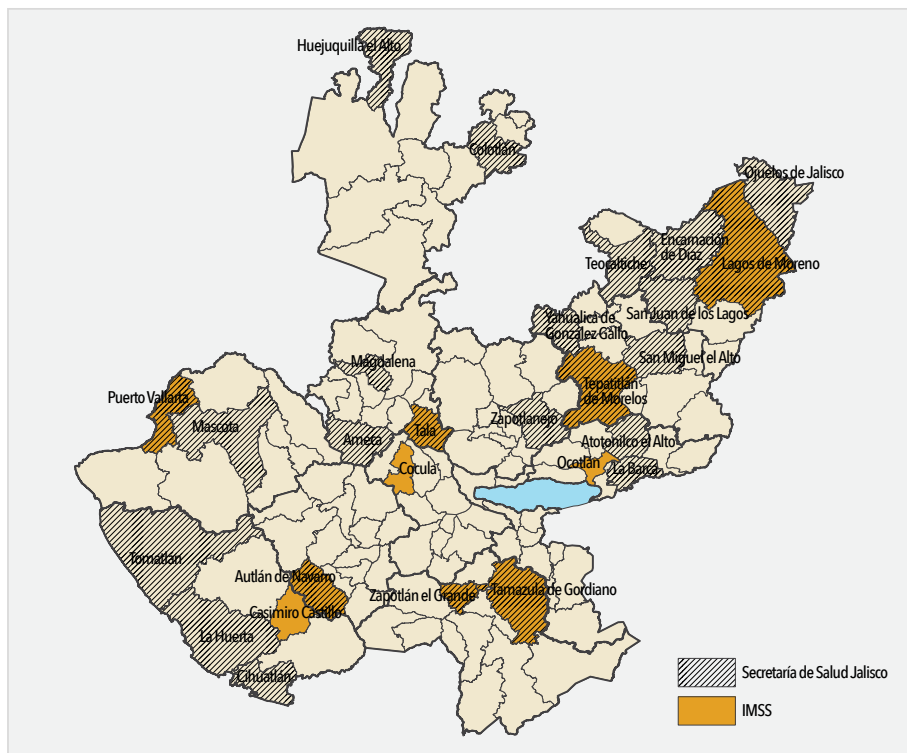 Huejuquilla el Alto
Colotlán
Ojuelos de Jalisco
Encarnación
de Díaz
Teocaltiche
Lagos de Moreno
San Juan de los Lagos
Yahualica de
González Gallo
San Miguel el Alto
Magdalena
Tepatitlán
de Morelos
Puerto Vallarta
Mascota
Zapotlanejo
Ameca
Tala
Atotonilco el Alto
Cocula
Ocotlán
La Barca
Tomatlán
Autlán de Navarro
Zapotlán el Grande
Tamazula de Gordiano
Casimiro Castillo
La Huerta
Cihuatlán
Secretaría de Salud Jalisco
IMSS